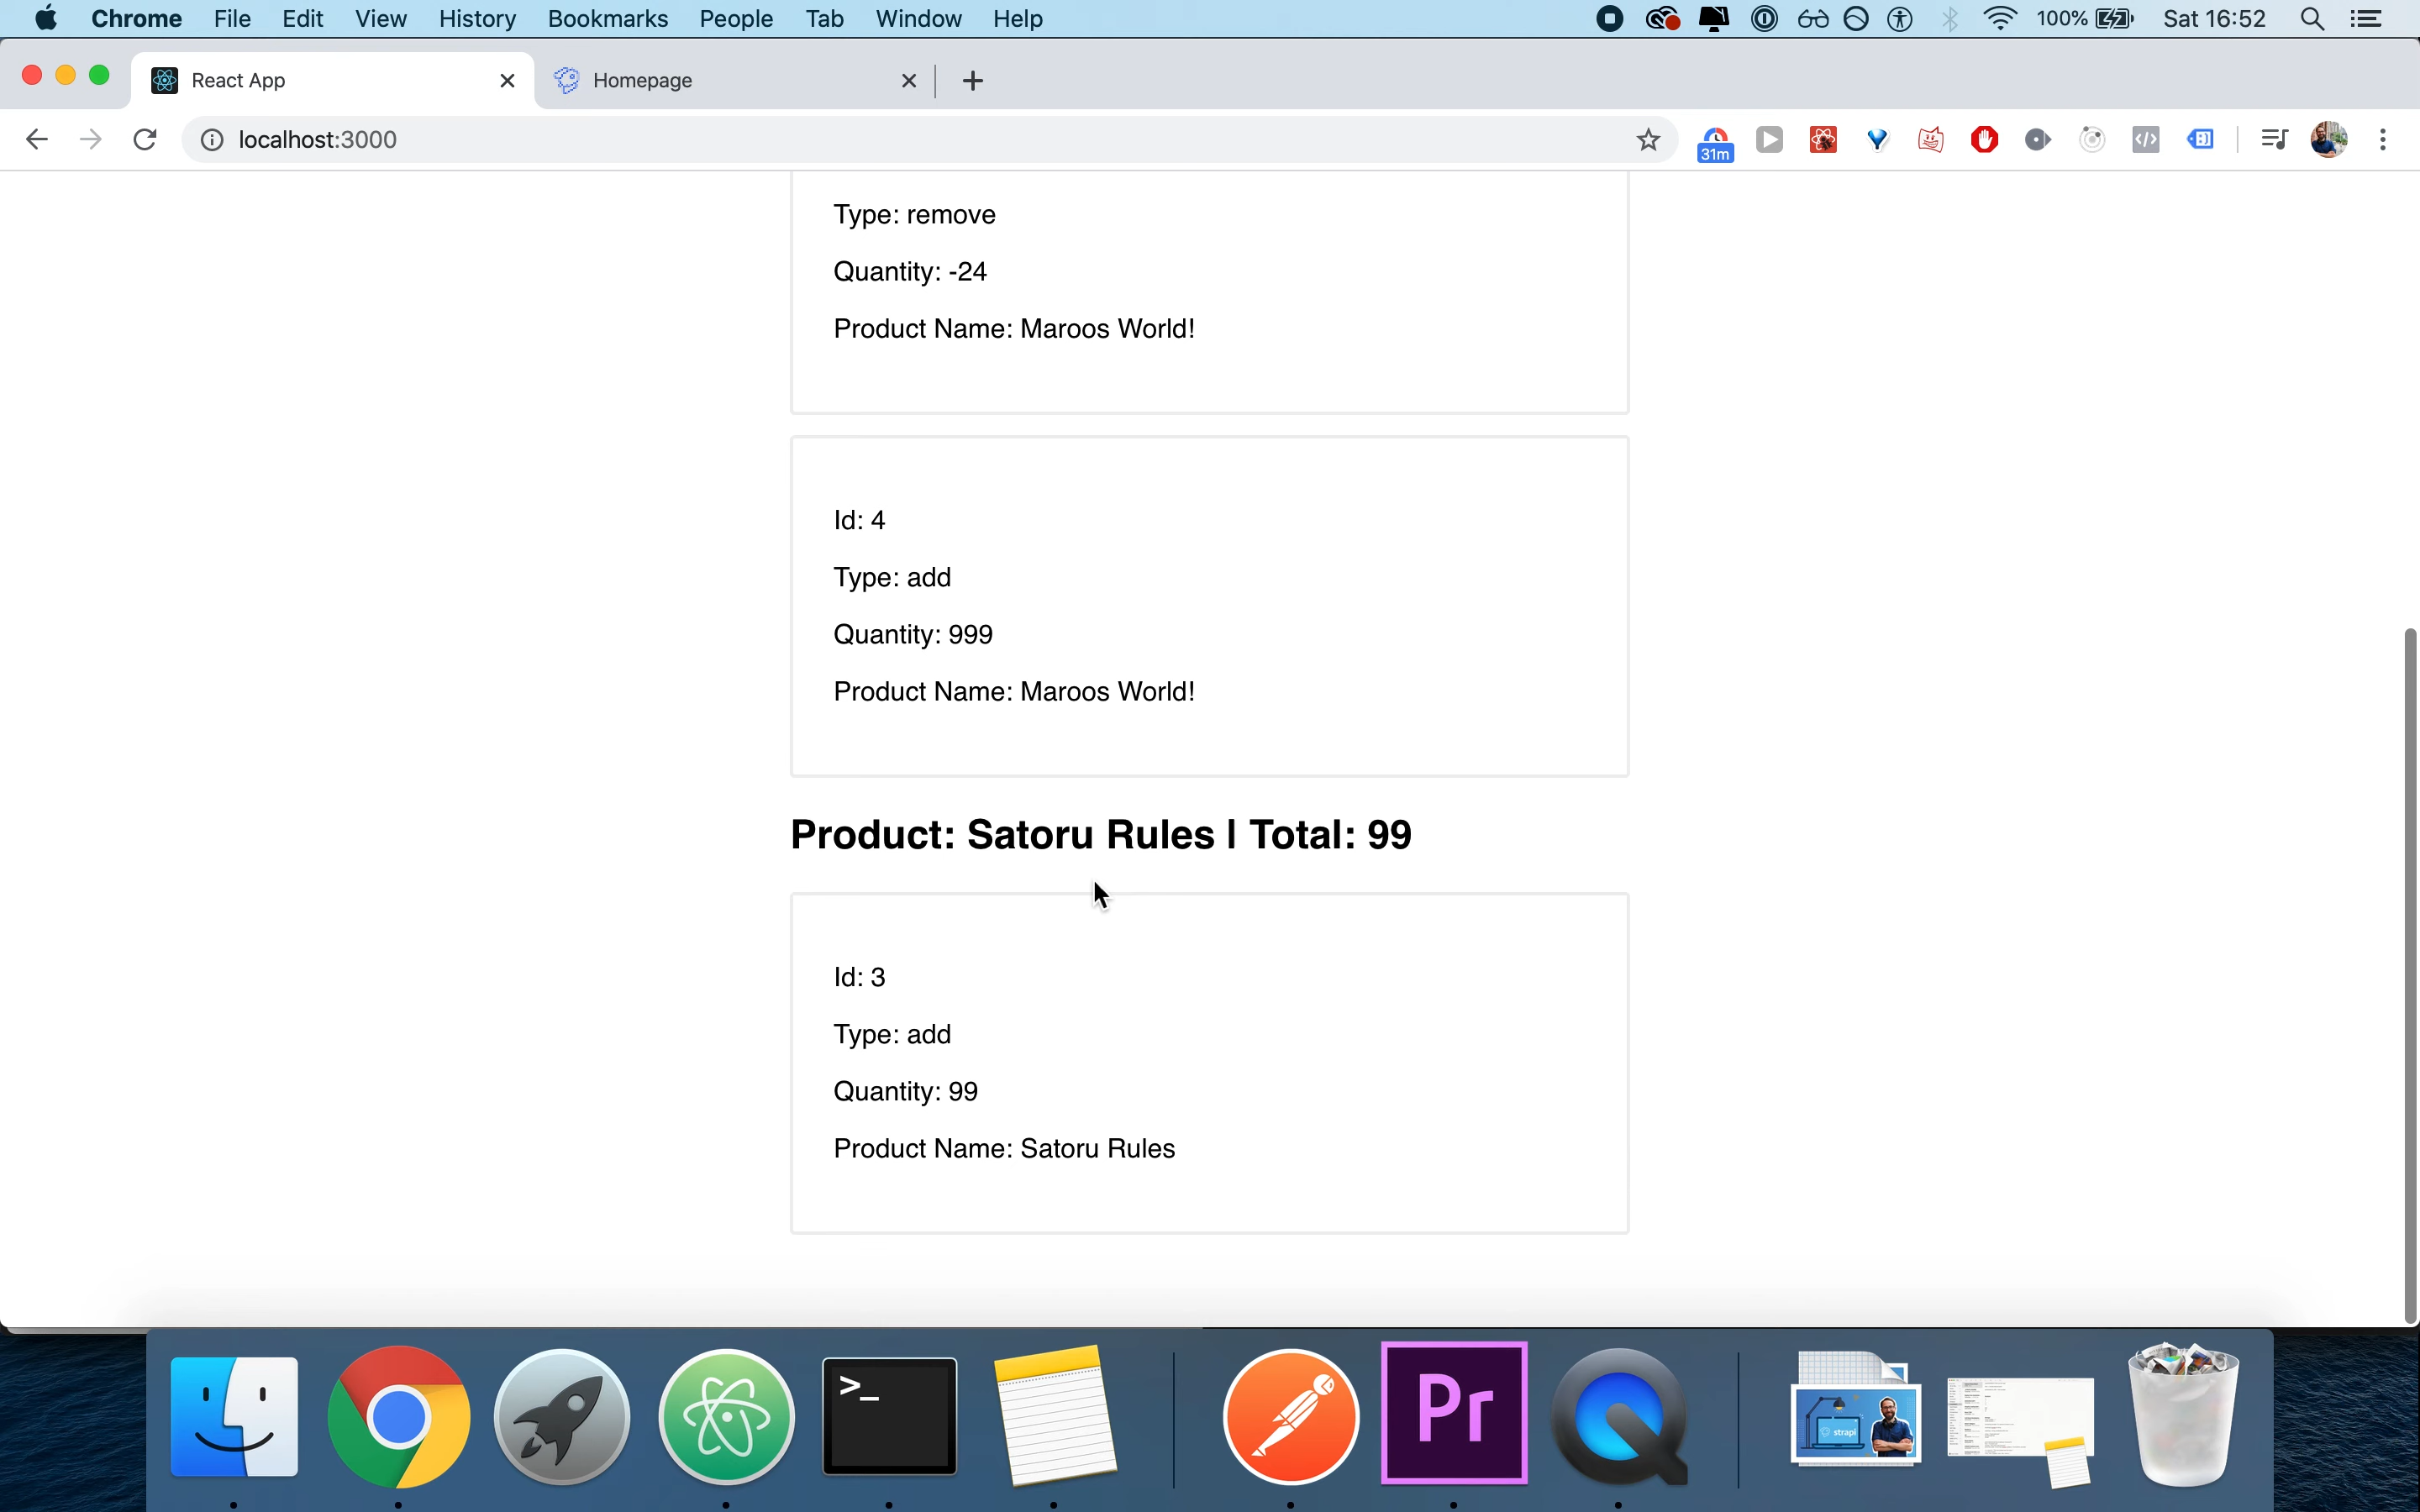 Chrome File Edit View History Bookmarks People Tab Window Help 100% Sat 16:52
React App Homepage
localhost:3000 31m
Type: remove
Quantity: -24
Product Name: Maroos World!
Id: 4
Type: add
Quantity: 999
Product Name: Maroos World!
Product: Satoru Rules | Total: 99
Id: 3
Type: add
Quantity: 99
Product Name: Satoru Rules
>_
Pr
strapi